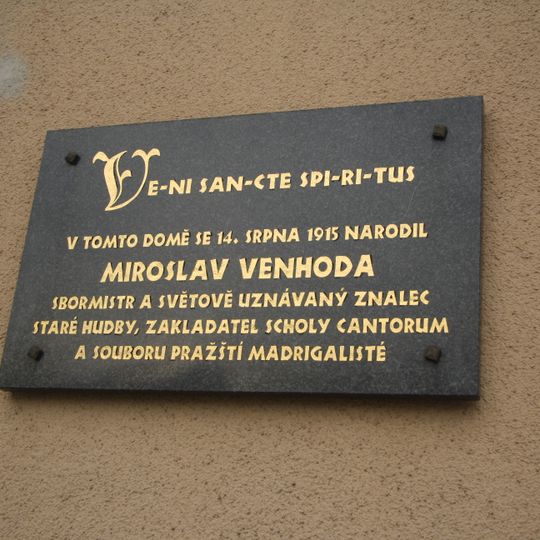 VE-NI SAN-CTE SPI-RI-TUS
V TOMTO DOMĚ SE 14. SRPNA 1915 NARODIL
MIROSLAV VENHODA
SBORMISTR A SVĚTOVĚ UZNÁVANÝ ZNALEC
STARÉ HUDBY, ZAKLADATEL SCHOLY CANTORUM
A SOUBORU PRAŽŠTÍ MADRIGALISTÉ